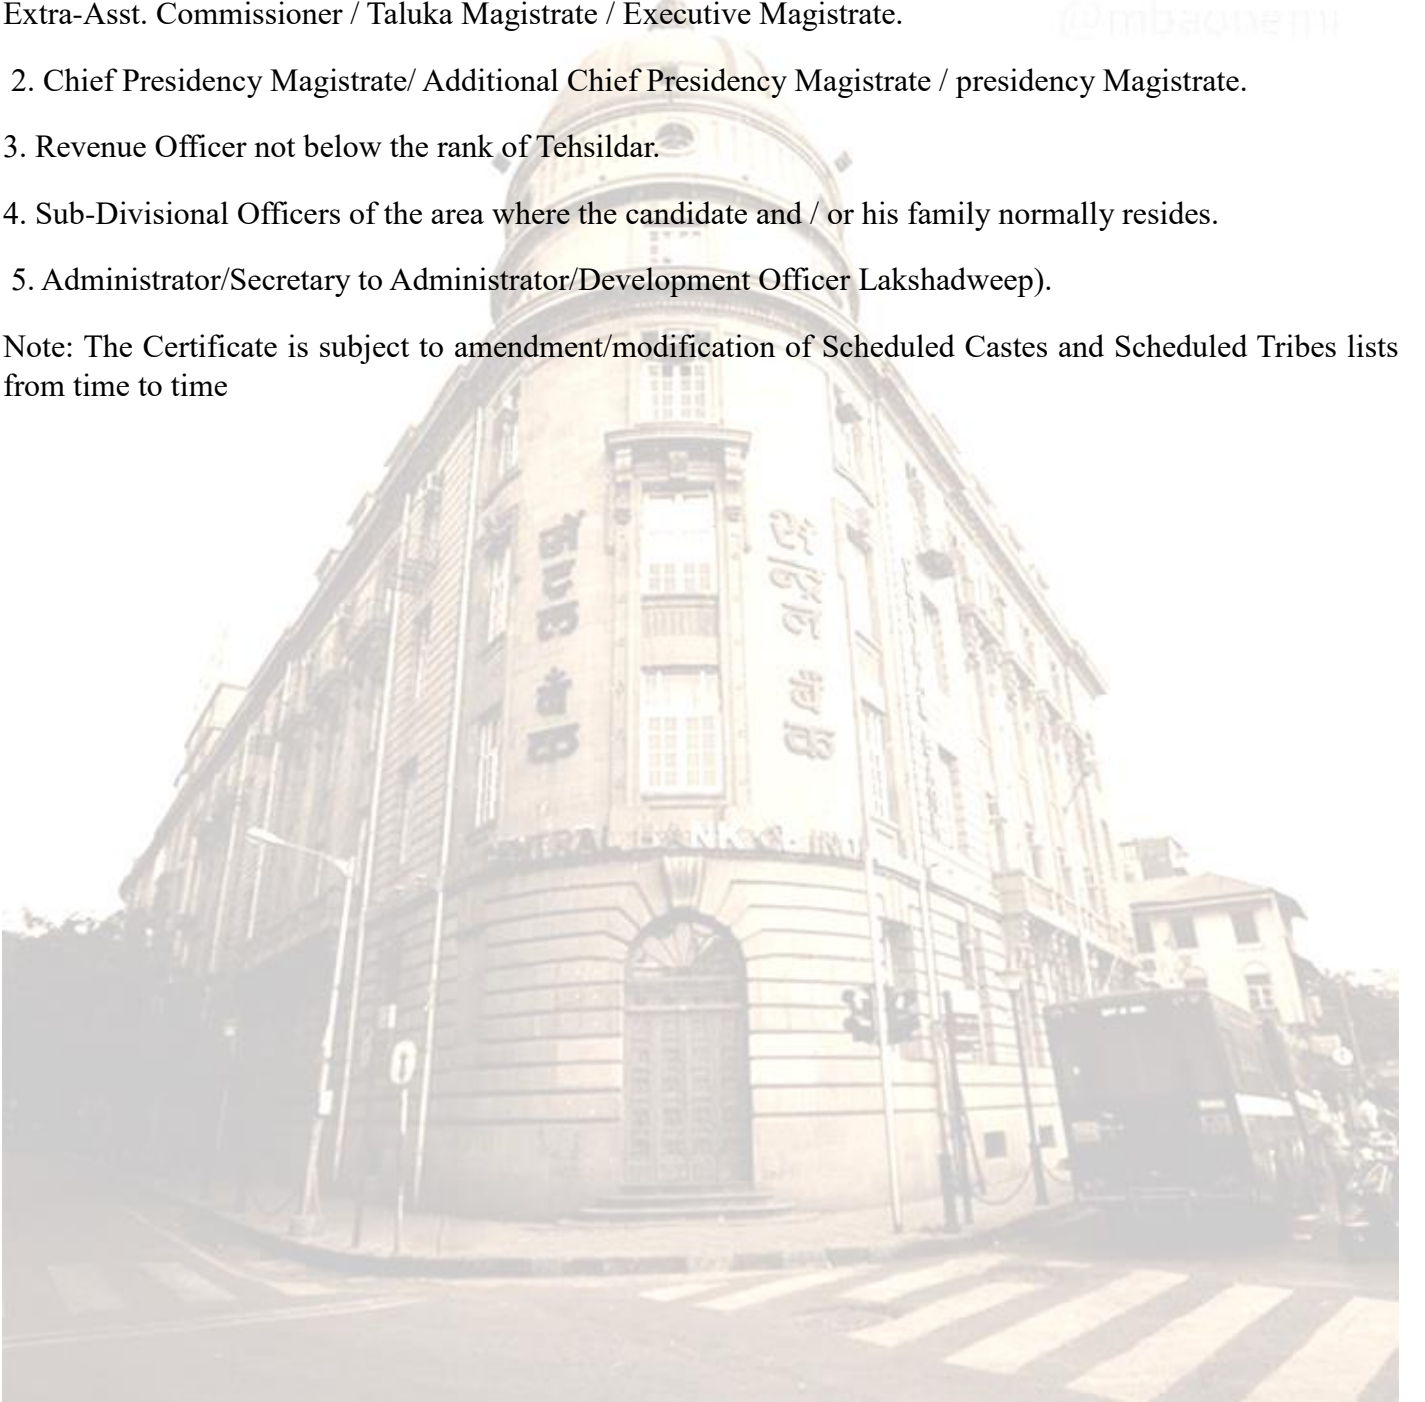 Extra-Asst. Commissioner / Taluka Magistrate / Executive Magistrate.
@mbaonemi
2. Chief Presidency Magistrate/ Additional Chief Presidency Magistrate / presidency Magistrate.
3. Revenue Officer not below the rank of Tehsildar.
4. Sub-Divisional Officers of the area where the candidate and / or his family normally resides.
5. Administrator/Secretary to Administrator/Development Officer Lakshadweep).
Note: The Certificate is subject to amendment/modification of Scheduled Castes and Scheduled Tribes lists
from time to time